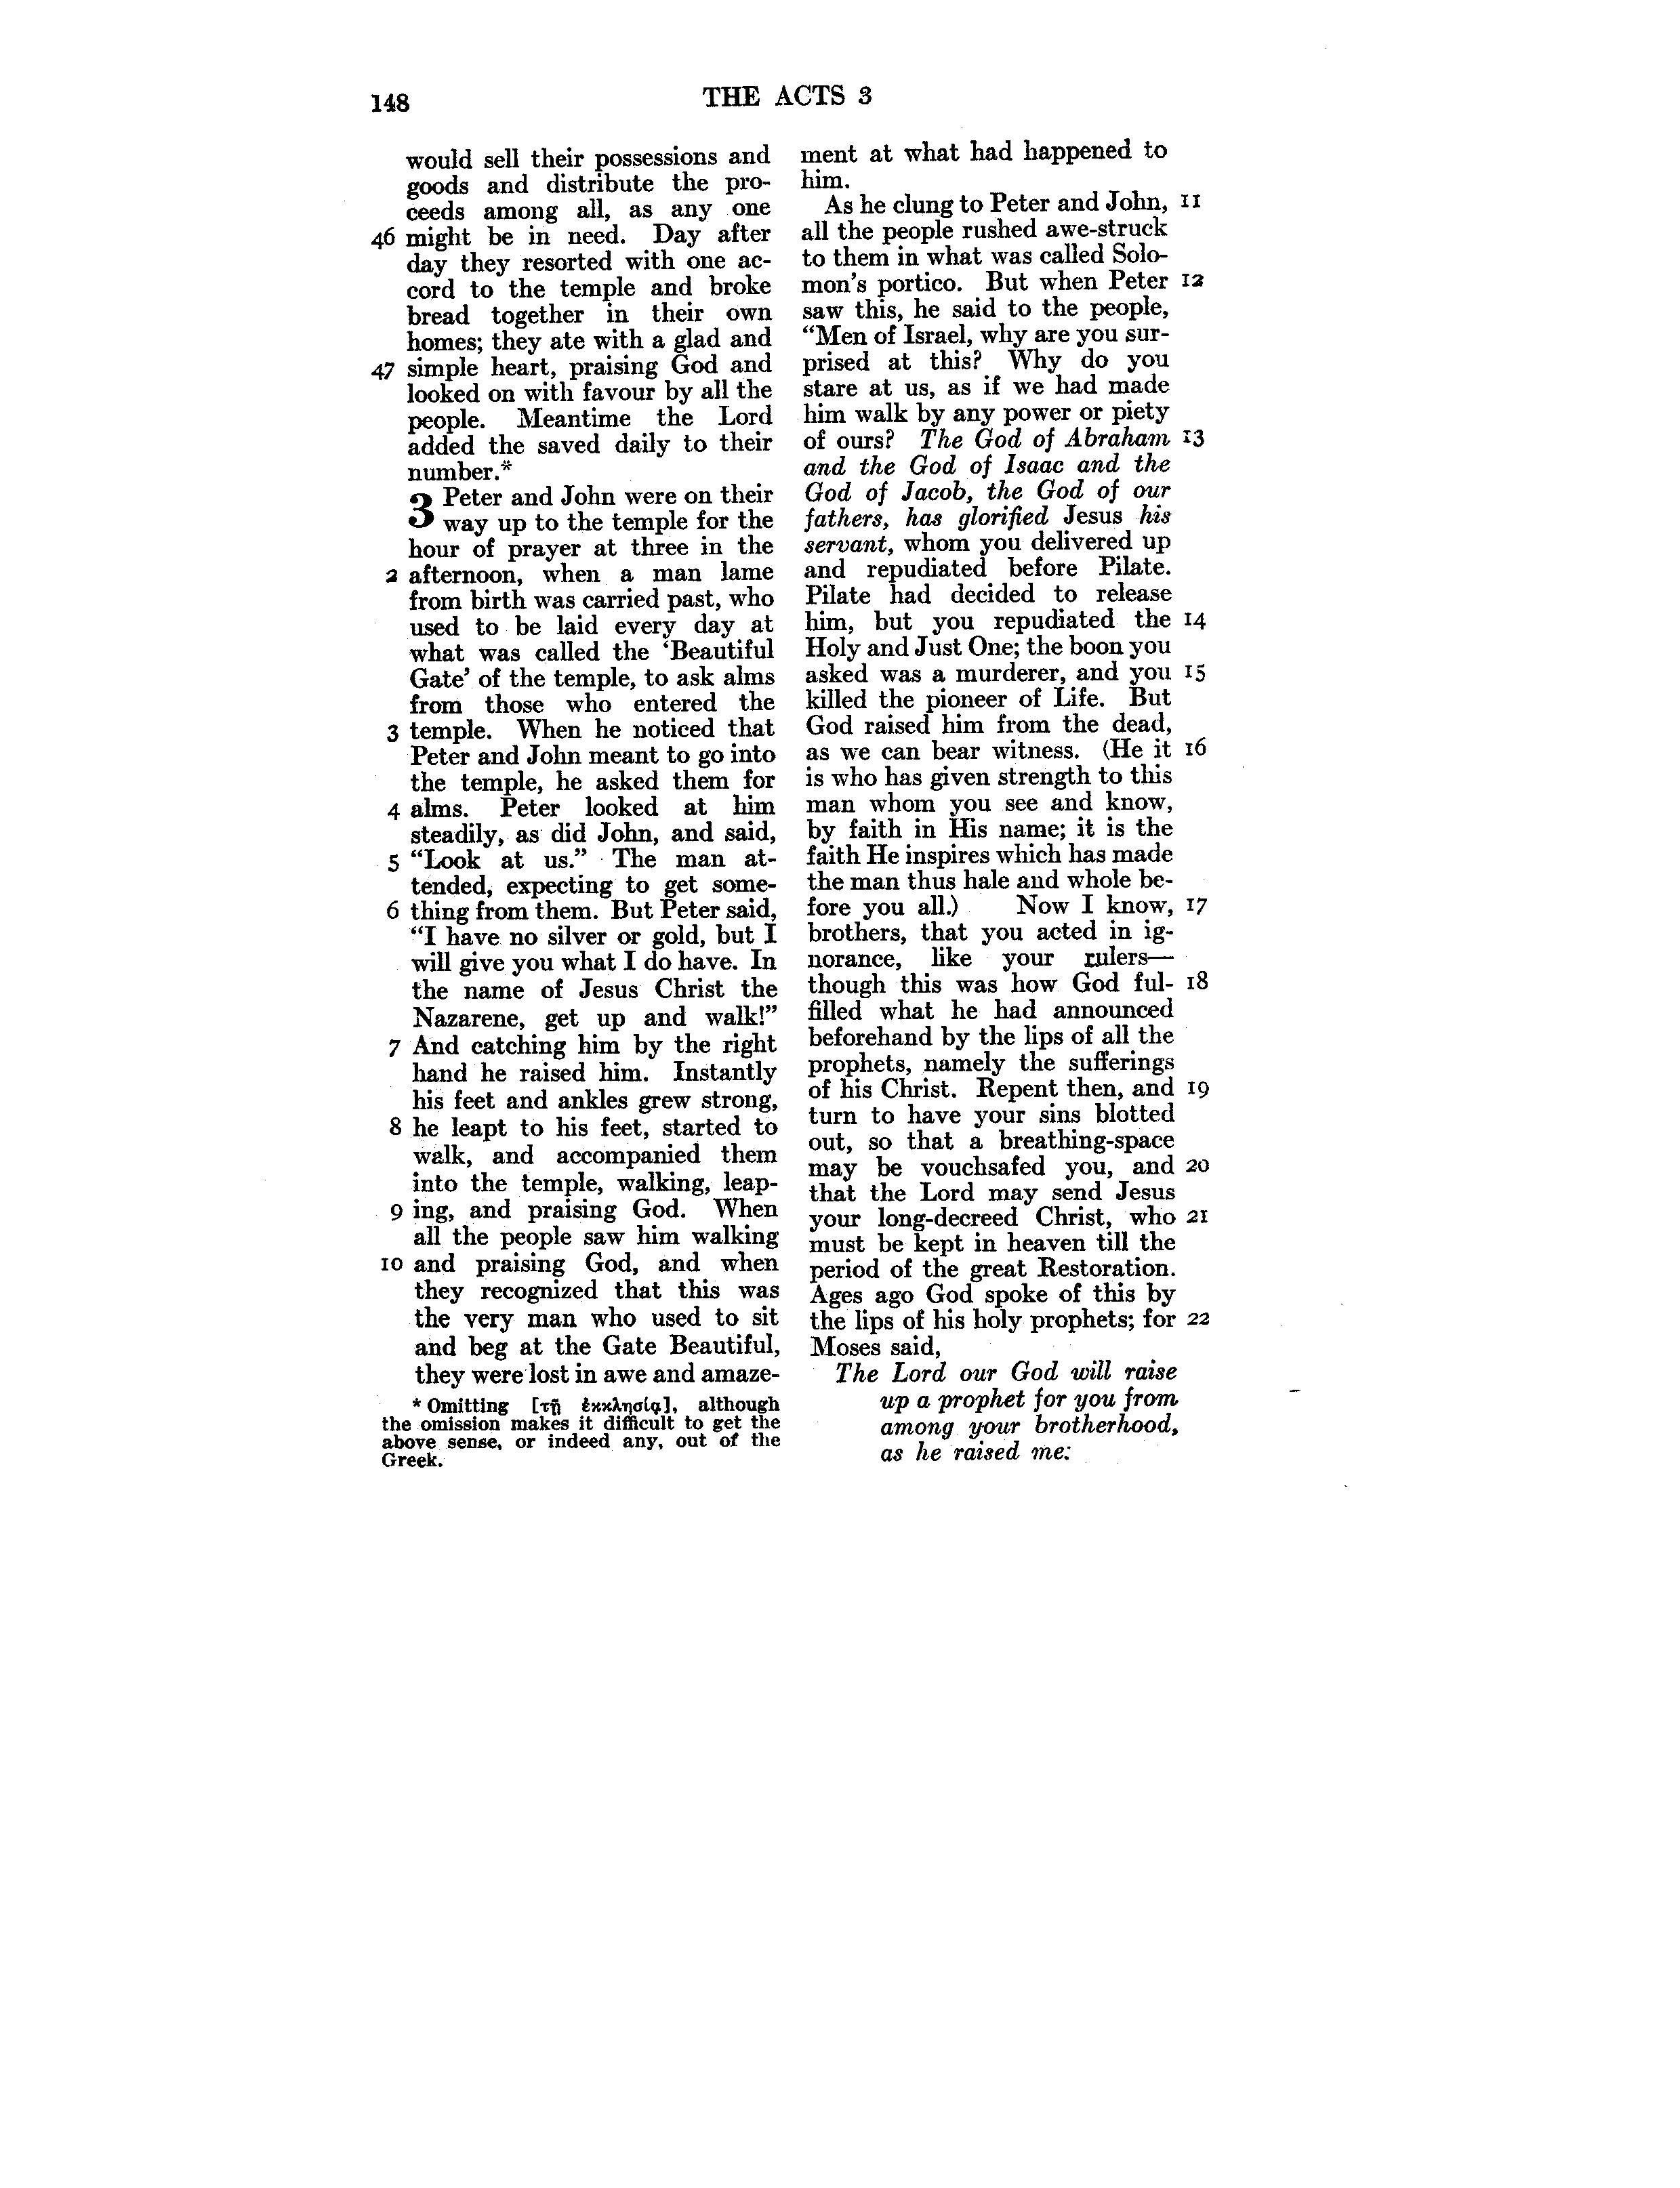 148
THE ACTS 3
would sell their possessions and
goods and distribute the pro-
ceeds among all, as any one
46 might be in need. Day after
day they resorted with one ac-
cord to the temple and broke
bread together in their own
homes; they ate with a glad and
47 simple heart, praising God and
looked on with favour by all the
people. Meantime the Lord
added the saved daily to their
number.*
3 Peter and John were on their
way up to the temple for the
hour of prayer at three in the
2 afternoon, when a man lame
from birth was carried past, who
used to be laid every day at
what was called the ‘Beautiful
Gate’ of the temple, to ask alms
from those who entered the
3 temple. When he noticed that
Peter and John meant to go into
the temple, he asked them for
4 alms. Peter looked at him
steadily, as did John, and said,
5 “Look at us.” The man at-
tended, expecting to get some-
6 thing from them. But Peter said,
“I have no silver or gold, but I
will give you what I do have. In
the name of Jesus Christ the
Nazarene, get up and walk!”
7 And catching him by the right
hand he raised him. Instantly
his feet and ankles grew strong,
8 he leapt to his feet, started to
walk, and accompanied them
into the temple, walking, leap-
9 ing, and praising God. When
all the people saw him walking
10 and praising God, and when
they recognized that this was
the very man who used to sit
and beg at the Gate Beautiful,
they were lost in awe and amaze-
* Omitting [τῇ ἐκκλησίᾳ], although
the omission makes it difficult to get the
above sense, or indeed any, out of the
Greek.
ment at what had happened to
him.
As he clung to Peter and John, 11
all the people rushed awe-struck
to them in what was called Solo-
mon's portico. But when Peter 12
saw this, he said to the people,
“Men of Israel, why are you sur-
prised at this? Why do you
stare at us, as if we had made
him walk by any power or piety
of ours? The God of Abraham 13
and the God of Isaac and the
God of Jacob, the God of our
fathers, has glorified Jesus his
servant, whom you delivered up
and repudiated before Pilate.
Pilate had decided to release
him, but you repudiated the 14
Holy and Just One; the boon you
asked was a murderer, and you 15
killed the pioneer of Life. But
God raised him from the dead,
as we can bear witness. (He it 16
is who has given strength to this
man whom you see and know,
by faith in His name; it is the
faith He inspires which has made
the man thus hale and whole be-
fore you all.) Now I know, 17
brothers, that you acted in ig-
norance, like your rulers—
though this was how God ful- 18
filled what he had announced
beforehand by the lips of all the
prophets, namely the sufferings
of his Christ. Repent then, and 19
turn to have your sins blotted
out, so that a breathing-space
may be vouchsafed you, and 20
that the Lord may send Jesus
your long-decreed Christ, who 21
must be kept in heaven till the
period of the great Restoration.
Ages ago God spoke of this by
the lips of his holy prophets; for 22
Moses said,
The Lord our God will raise
up a prophet for you from
among your brotherhood,
as he raised me: